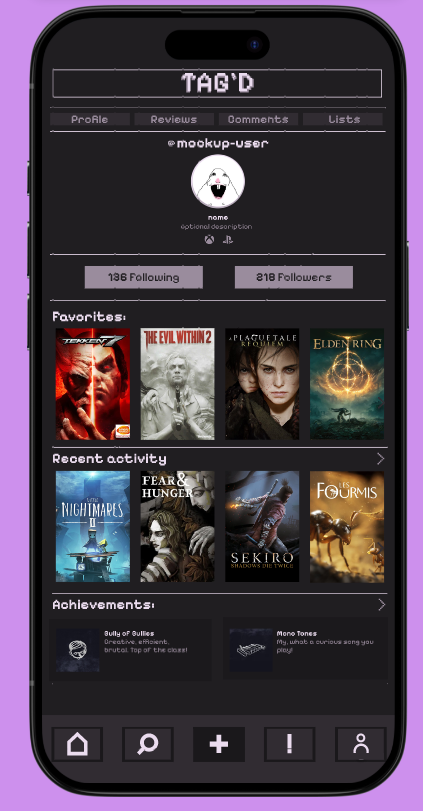 TAG'D
Profile Reviews Comments Lists
@mockup-user
name
optional description
136 Following 218 Followers
Favorites:
TEKKEN 7
THE EVIL WITHIN 2
A PLAGUE TALE
REQUIEM
ELDEN RING
Recent activity
LITTLE
NIGHTMARES
II
FEAR &
HUNGER
SEKIRO
SHADOWS DIE TWICE
LES
FOURMIS
Achievements:
Bully of Bullies
Creative, efficient,
brutal. Top of the class!
Mono Tones
My, what a curious song you
play!